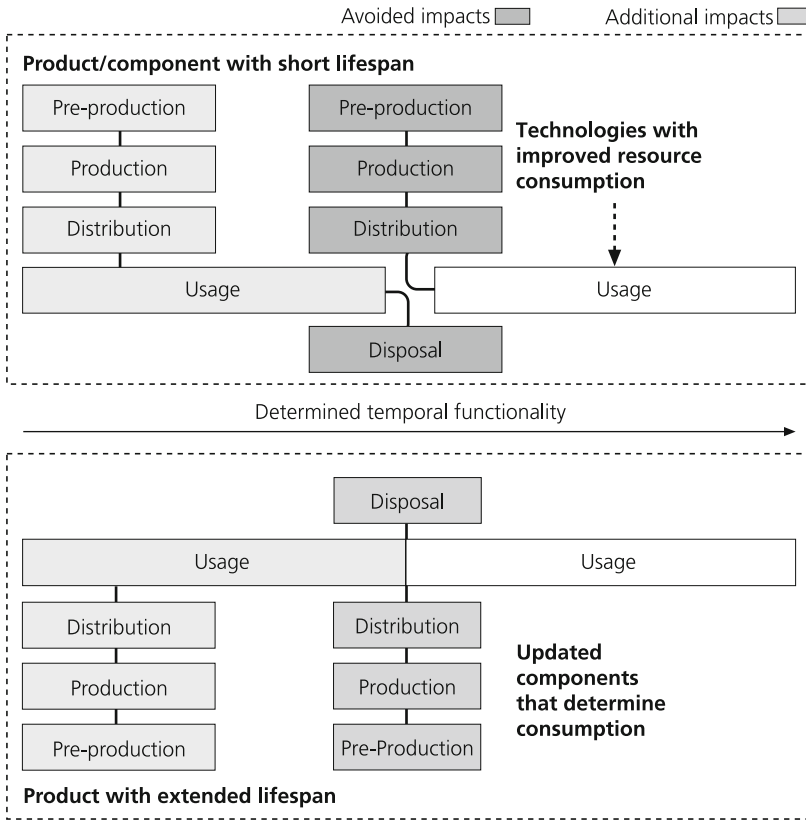 Avoided impacts
Additional impacts
Product/component with short lifespan
Pre-production
Pre-production
Technologies with
improved resource
consumption
Production
Production
Distribution
Distribution
Usage
Usage
Disposal
Determined temporal functionality
Disposal
Usage
Usage
Distribution
Distribution
Updated
components
that determine
consumption
Production
Production
Pre-production
Pre-Production
Product with extended lifespan